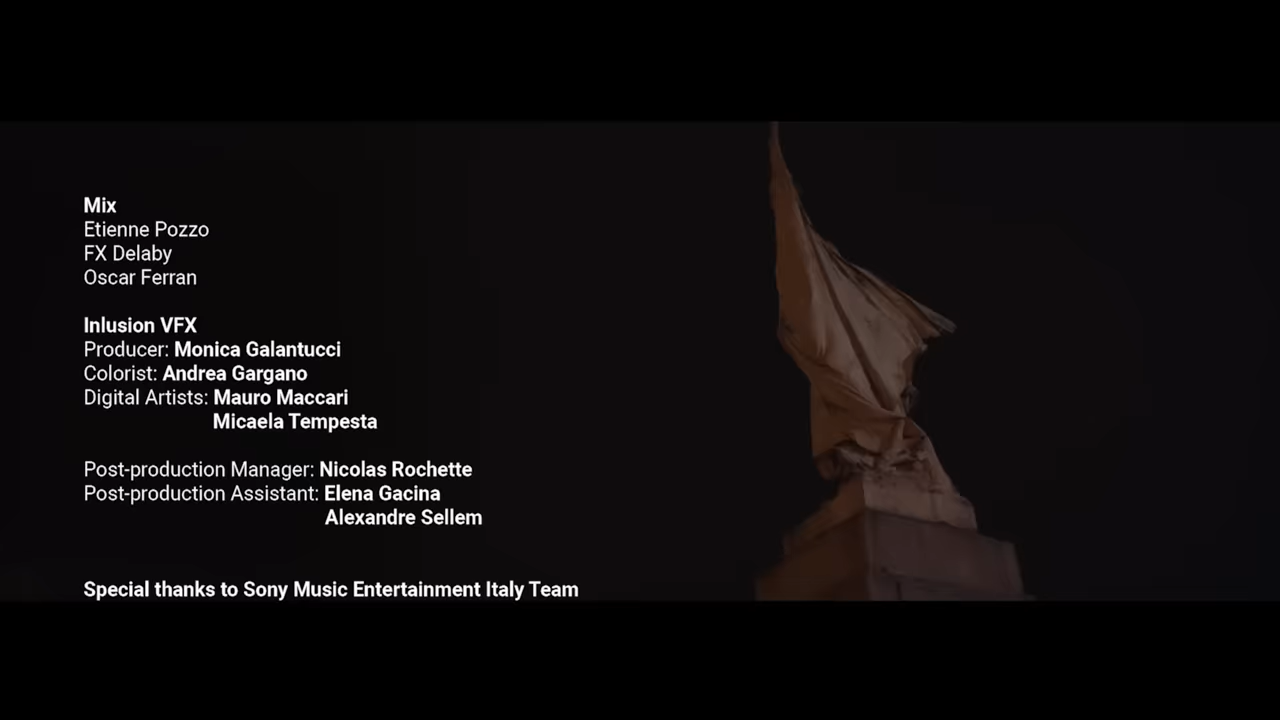 Mix
Etienne Pozzo
FX Delaby
Oscar Ferran
Inlusion VFX
Producer: Monica Galantucci
Colorist: Andrea Gargano
Digital Artists: Mauro Maccari
Micaela Tempesta
Post-production Manager: Nicolas Rochette
Post-production Assistant: Elena Gacina
Alexandre Sellem
Special thanks to Sony Music Entertainment Italy Team